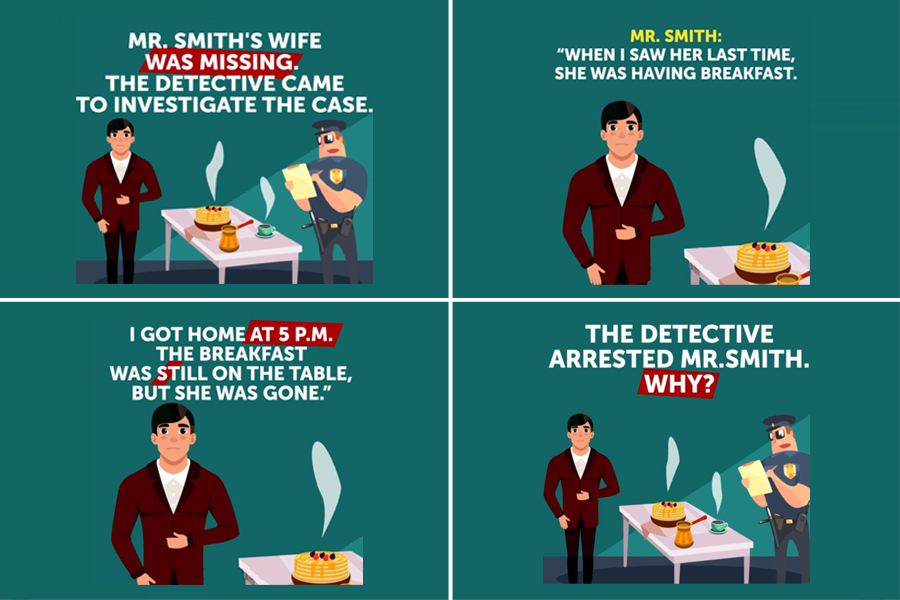 MR. SMITH'S WIFE
WAS MISSING.
THE DETECTIVE CAME
TO INVESTIGATE THE CASE.
MR. SMITH:
“WHEN I SAW HER LAST TIME,
SHE WAS HAVING BREAKFAST.
I GOT HOME AT 5 P.M.
THE BREAKFAST
WAS STILL ON THE TABLE,
BUT SHE WAS GONE.”
THE DETECTIVE
ARRESTED MR.SMITH.
WHY?